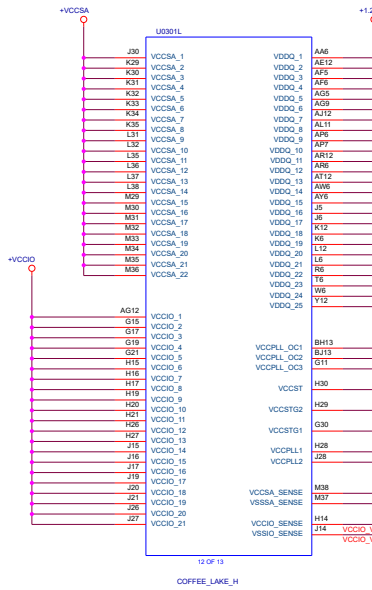 +VCCSA
+1.2
U0301L
J30 VCCSA_1 VDDQ_1 AA6
K29 VCCSA_2 VDDQ_2 AE12
K30 VCCSA_3 VDDQ_3 AF5
K31 VCCSA_4 VDDQ_4 AF6
K32 VCCSA_5 VDDQ_5 AG5
K33 VCCSA_6 VDDQ_6 AG9
K34 VCCSA_7 VDDQ_7 AJ12
K35 VCCSA_8 VDDQ_8 AL11
L31 VCCSA_9 VDDQ_9 AP6
L32 VCCSA_10 VDDQ_10 AP7
L35 VCCSA_11 VDDQ_11 AR12
L36 VCCSA_12 VDDQ_12 AR6
L37 VCCSA_13 VDDQ_13 AT12
L38 VCCSA_14 VDDQ_14 AW6
M29 VCCSA_15 VDDQ_15 AY6
M30 VCCSA_16 VDDQ_16 J5
M31 VCCSA_17 VDDQ_17 J6
M32 VCCSA_18 VDDQ_18 K12
M33 VCCSA_19 VDDQ_19 K6
M34 VCCSA_20 VDDQ_20 L12
M35 VCCSA_21 VDDQ_21 L6
M36 VCCSA_22 VDDQ_22 R6
VDDQ_23 T6
VDDQ_24 W6
VDDQ_25 Y12
+VCCIO
AG12 VCCIO_1
G15 VCCIO_2
G17 VCCIO_3
G19 VCCIO_4 VCCPLL_OC1 BH13
G21 VCCIO_5 VCCPLL_OC2 BJ13
H15 VCCIO_6 VCCPLL_OC3 G11
H16 VCCIO_7
H17 VCCIO_8 VCCST H30
H19 VCCIO_9
H20 VCCIO_10 VCCSTG2 H29
H21 VCCIO_11
H26 VCCIO_12 VCCSTG1 G30
H27 VCCIO_13
J15 VCCIO_14 VCCPLL1 H28
J16 VCCIO_15 VCCPLL2 J28
J17 VCCIO_16
J19 VCCIO_17
J20 VCCIO_18 VCCSA_SENSE M38
J21 VCCIO_19 VSSSA_SENSE M37
J26 VCCIO_20
J27 VCCIO_21 VCCIO_SENSE H14
VSSIO_SENSE J14 VCCIO_V
VCCIO_V
12 OF 13
COFFEE_LAKE_H